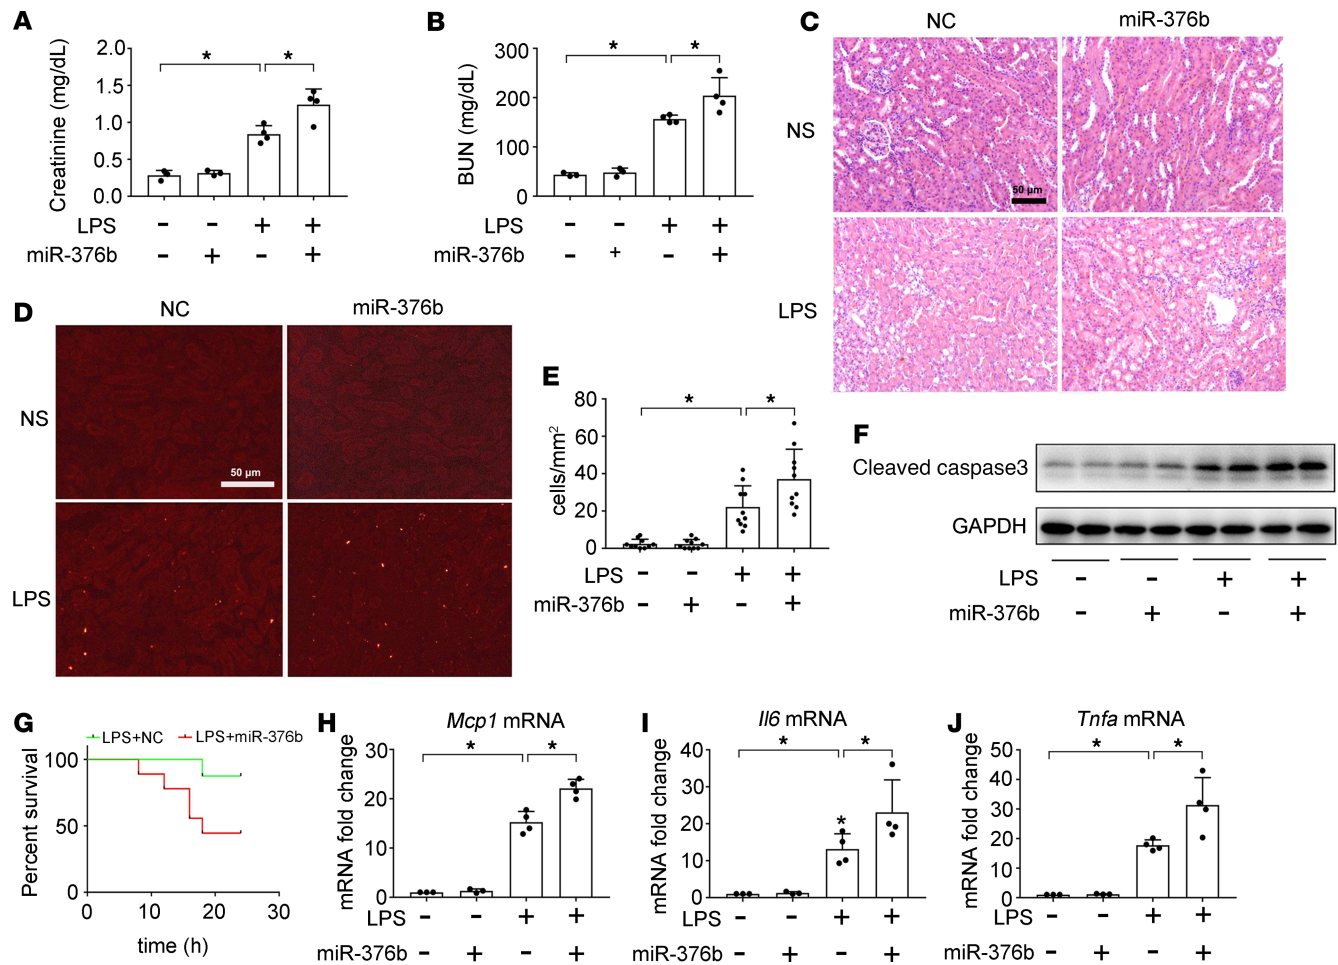 A
Creatinine (mg/dL)
2.0
1.5
1.0
0.5
0.0
* *
LPS - - + +
miR-376b - + - +
B
BUN (mg/dL)
300
200
100
0
* *
LPS - - + +
miR-376b - + - +
C
NC miR-376b
NS
50 μm
LPS
D
NC miR-376b
NS
50 μm
LPS
E
cells/mm2
80
60
40
20
0
* *
LPS - - + +
miR-376b - + - +
F
Cleaved caspase3
GAPDH
LPS - - + +
miR-376b - + - +
G
LPS+NC LPS+miR-376b
Percent survival
100
50
0
0 10 20 30
time (h)
H
Mcp1 mRNA
mRNA fold change
30
20
10
0
* *
LPS - - + +
miR-376b - + - +
I
Il6 mRNA
mRNA fold change
40
30
20
10
0
* *
*
LPS - - + +
miR-376b - + - +
J
Tnfa mRNA
mRNA fold change
50
40
30
20
10
0
* *
LPS - - + +
miR-376b - + - +